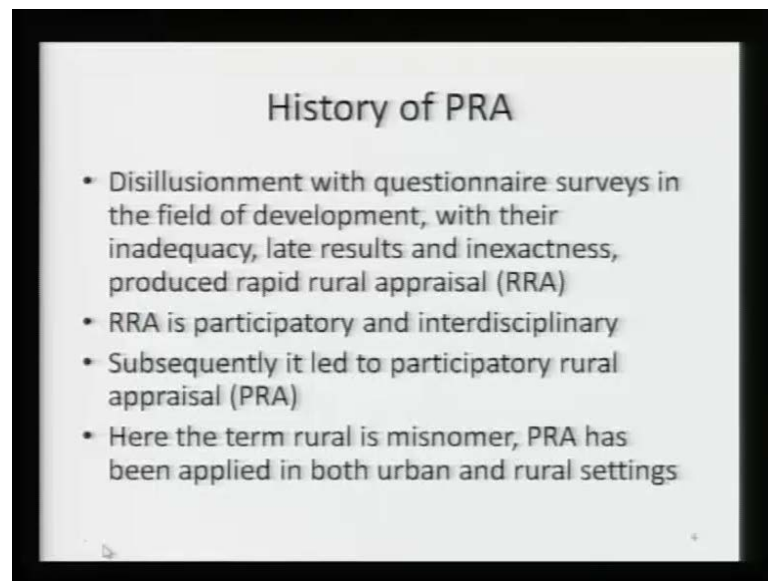 History of PRA
• Disillusionment with questionnaire surveys in
the field of development, with their
inadequacy, late results and inexactness,
produced rapid rural appraisal (RRA)
• RRA is participatory and interdisciplinary
• Subsequently it led to participatory rural
appraisal (PRA)
• Here the term rural is misnomer, PRA has
been applied in both urban and rural settings
4